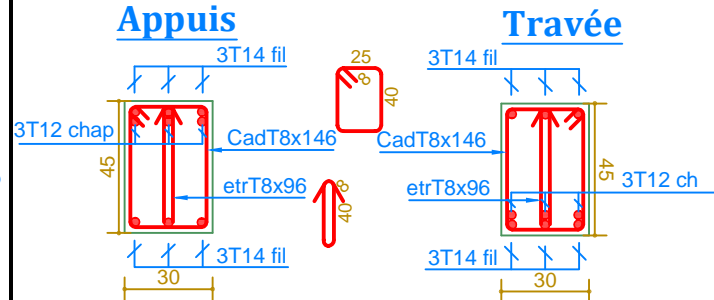 Appuis
3T14 fil
3T12 chap
45
CadT8x146
etrT8x96
3T14 fil
30
25
8
40
8
40
Travée
3T14 fil
CadT8x146
etrT8x96
45
3T12 ch
3T14 fil
30